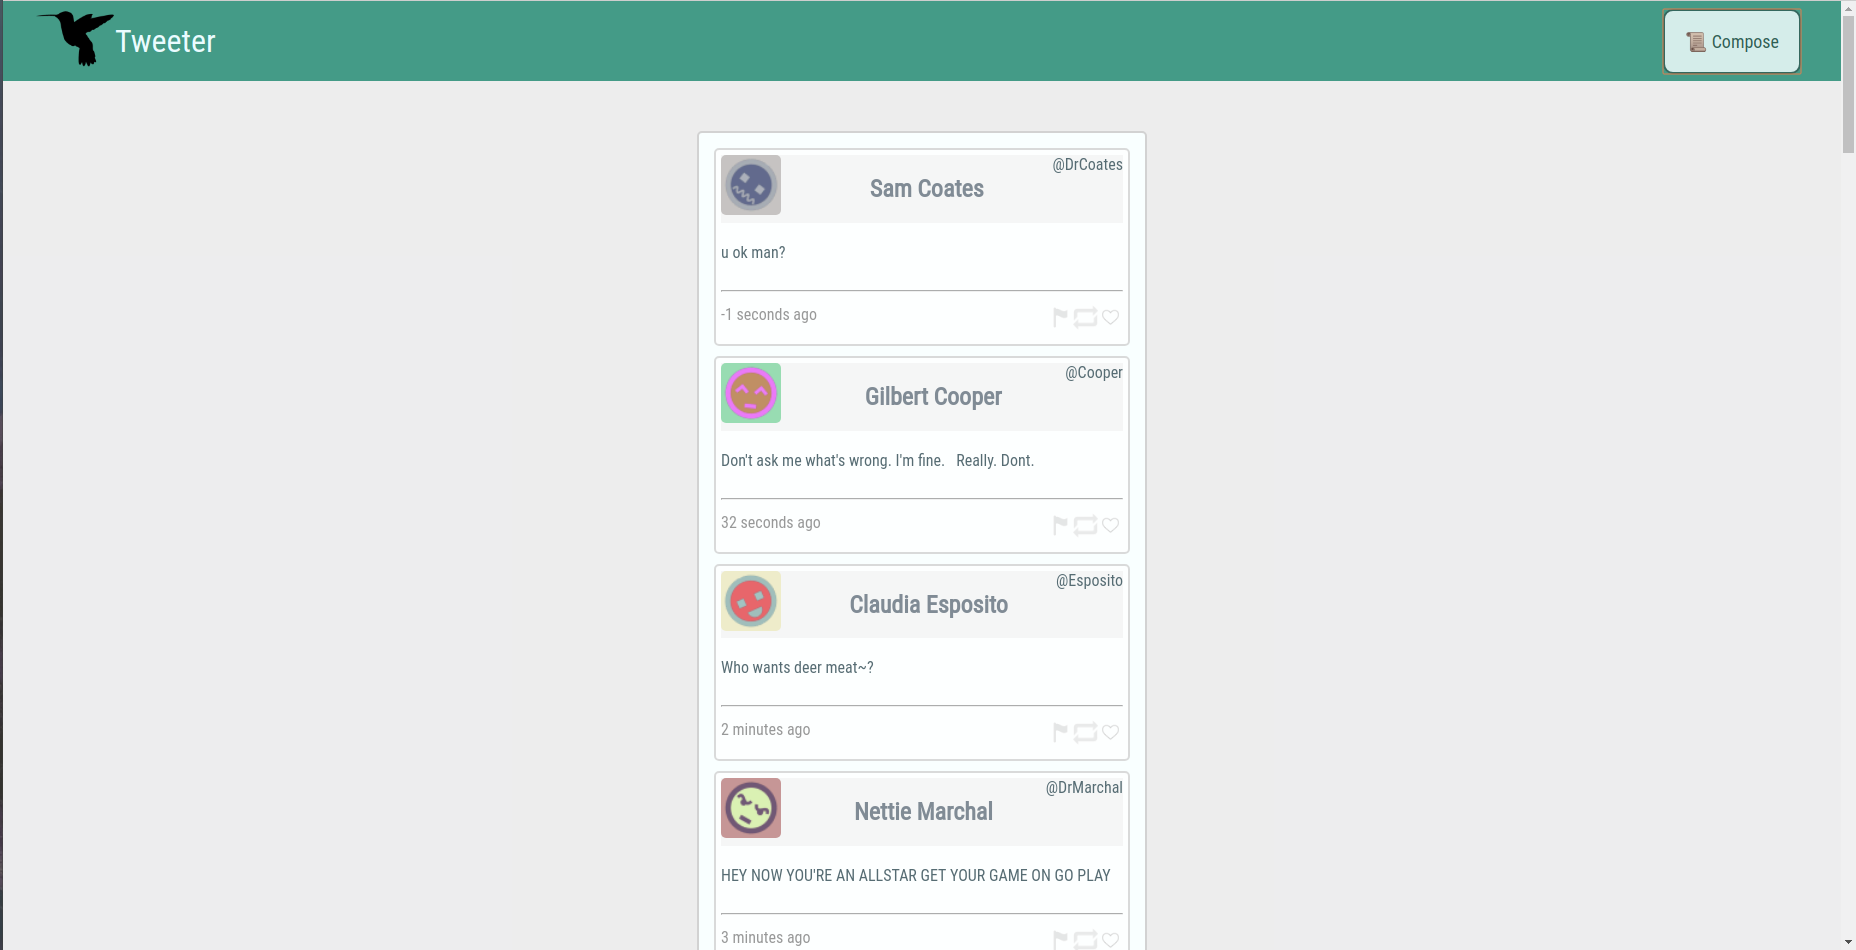 Tweeter
Compose
@DrCoates
Sam Coates
u ok man?
-1 seconds ago
@Cooper
Gilbert Cooper
Don't ask me what's wrong. I'm fine.   Really. Dont.
32 seconds ago
@Esposito
Claudia Esposito
Who wants deer meat~?
2 minutes ago
@DrMarchal
Nettie Marchal
HEY NOW YOU'RE AN ALLSTAR GET YOUR GAME ON GO PLAY
3 minutes ago